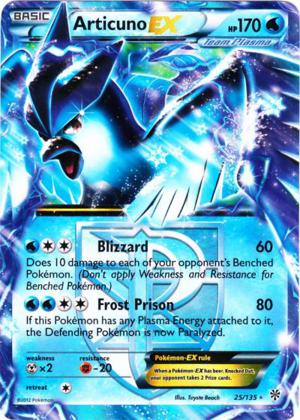 BASIC Articuno EX HP170
Team Plasma
Blizzard 60
Does 10 damage to each of your opponent's Benched
Pokémon. (Don't apply Weakness and Resistance for
Benched Pokémon.)
Frost Prison 80
If this Pokémon has any Plasma Energy attached to it,
the Defending Pokémon is now Paralyzed.
weakness resistance Pokémon-EX rule
×2 -20 When a Pokémon-EX has been Knocked Out,
your opponent takes 2 Prize cards.
retreat
©2012 Pokémon Illus. Toyste Beach 25/135